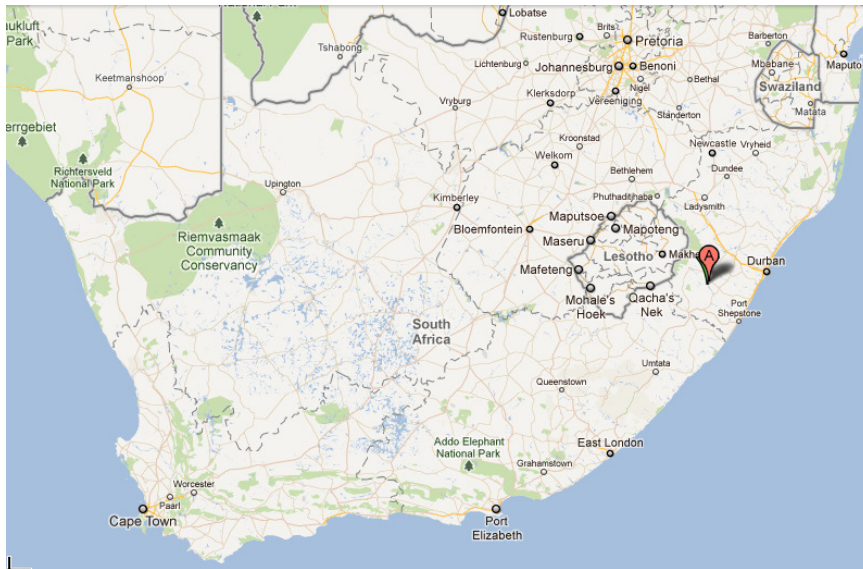 aukluft
Park
Lobatse
Rustenburg
Brits
Pretoria
Barberton
Tshabong
Lichtenburg
Johannesburg
Benoni
Mbabane
Maputo
Keetmanshoop
Nigel
Bethal
Swaziland
Klerksdorp
Vereeniging
Vryburg
Standerton
Matata
errgebiet
Kroonstad
Newcastle
Vryheid
Welkom
Richtersveld
National Park
Bethlehem
Dundee
Upington
Phuthaditjhaba
Kimberley
Ladysmith
Maputsoe
Riemvasmaak
Community
Conservancy
Bloemfontein
Mapoteng
Maseru
Lesotho
Makha
A
Durban
Mafeteng
Mohale's
Hoek
Qacha's
Nek
Port
Shepstone
South
Africa
Umtata
Queenstown
Addo Elephant
National Park
East London
Grahamstown
Worcester
Paarl
Cape Town
Port
Elizabeth